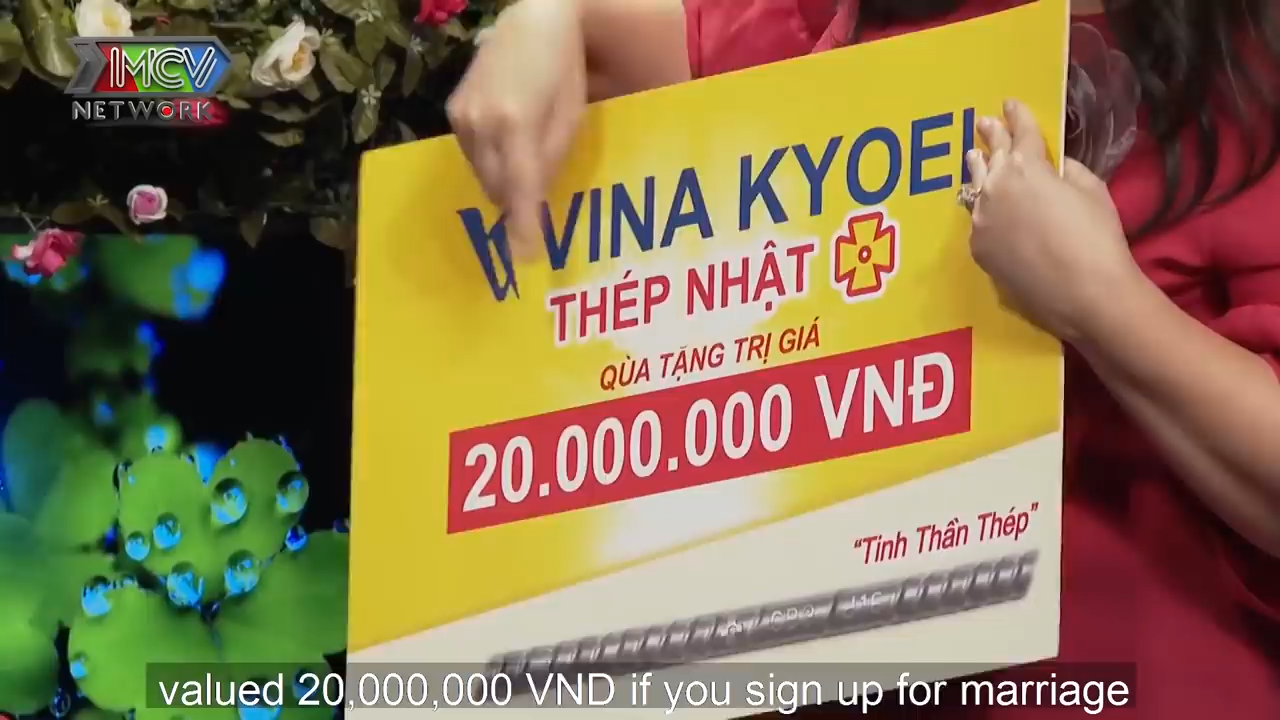 MCV
NETWORK
VINA KYOEI
THÉP NHẬT
QÙA TẶNG TRỊ GIÁ
20.000.000 VNĐ
“Tinh Thần Thép”
valued 20,000,000 VND if you sign up for marriage